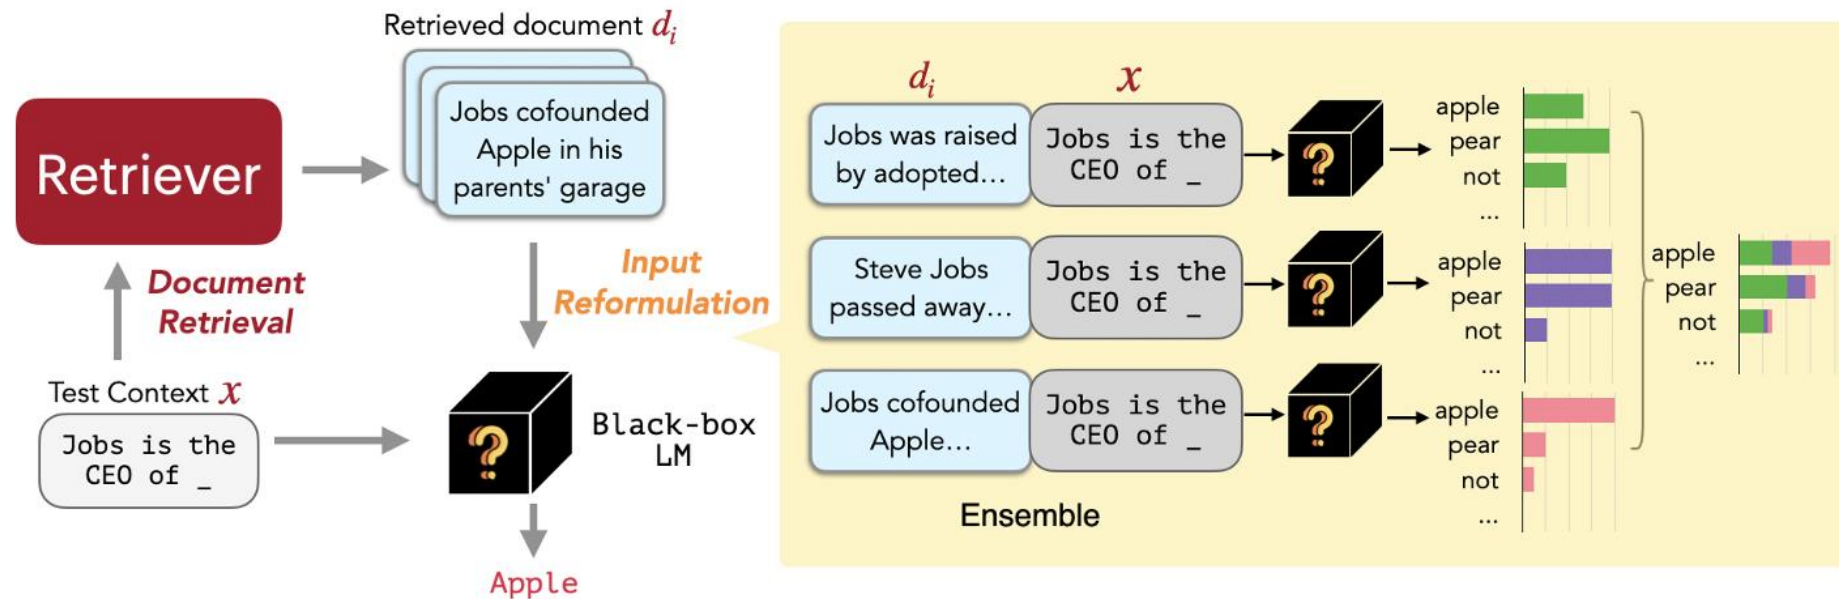 Retrieved document di
Jobs cofounded
Apple in his
parents' garage
Retriever
Document
Retrieval
Input
Reformulation
Test Context x
Jobs is the
CEO of _
?
Black-box
LM
Apple
di
x
Jobs was raised
by adopted...
Jobs is the
CEO of _
?
apple
pear
not
...
Steve Jobs
passed away...
Jobs is the
CEO of _
?
apple
pear
not
...
Jobs cofounded
Apple...
Jobs is the
CEO of _
?
apple
pear
not
...
apple
pear
not
...
Ensemble